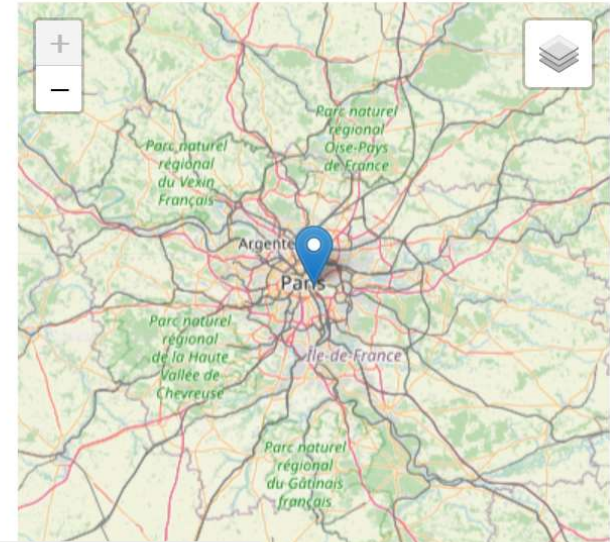 +
−
Parc naturel
régional
Oise-Pays
de France
Parc naturel
régional
du Vexin
Français
Argente
Paris
Parc naturel
régional
de la Haute
Vallée de
Chevreuse
Île-de-France
Parc naturel
régional
du Gâtinais
français